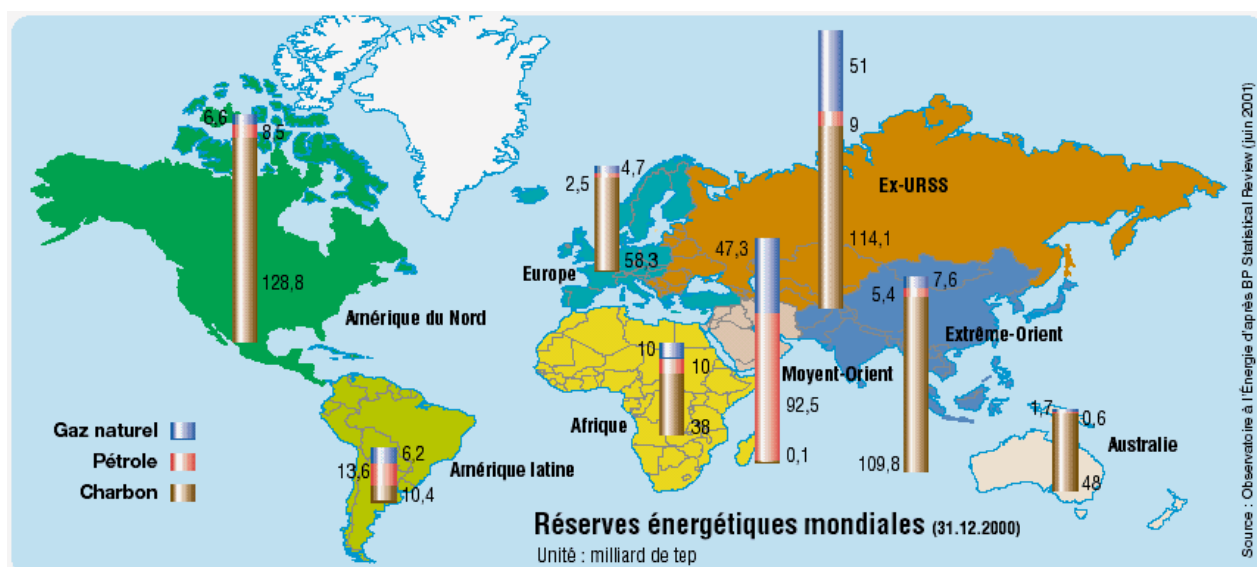 51
6,6
8,5
9
4,7
2,5
Ex-URSS
114,1
47,3
58,3
Europe
7,6
5,4
128,8
Amérique du Nord
Extrême-Orient
10
10
Moyent-Orient
92,5
Afrique
38
1,7
0,6
Australie
Gaz naturel
Pétrole
Charbon
6,2
13,6
10,4
Amérique latine
0,1
109,8
48
Réserves énergétiques mondiales (31.12.2000)
Unité : milliard de tep
Source : Observatoire à l'Énergie d'après BP Statistical Review (juin 2001)